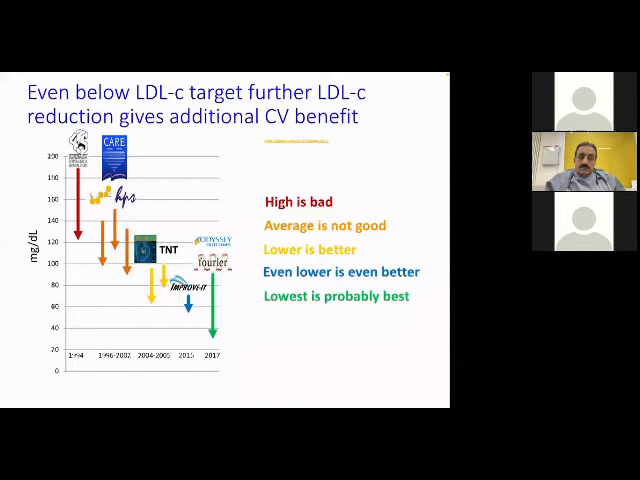 Even below LDL-c target further LDL-c
reduction gives additional CV benefit
CARE
hps
TNT
ODYSSEY
fourier
IMPROVE-IT
mg/dL
200
180
160
140
120
100
80
60
40
20
0
1994
1996-2002
2004-2005
2015
2017
High is bad
Average is not good
Lower is better
Even lower is even better
Lowest is probably best